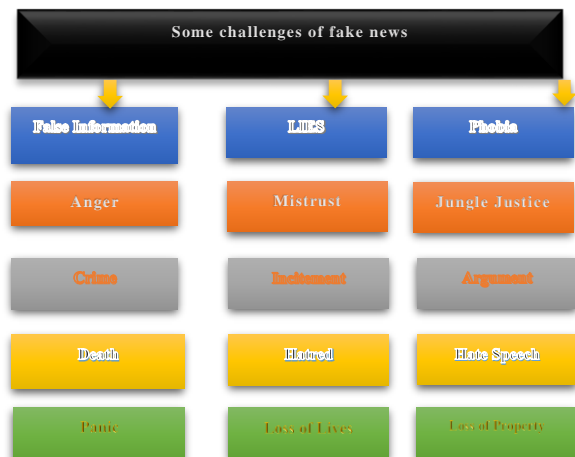 Some challenges of fake news
False Information
LIES
Phobia
Anger
Mistrust
Jungle Justice
Crime
Incitement
Argument
Death
Hatred
Hate Speech
Panic
Loss of Lives
Loss of Property